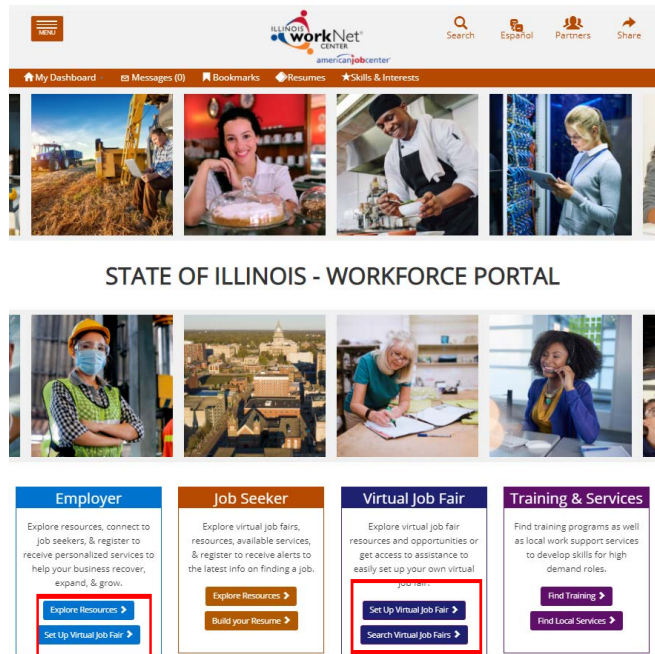 MENU
ILLINOIS
workNet®
CENTER
americanjobcenter
Search
Español
Partners
Share
My Dashboard
Messages (0)
Bookmarks
Resumes
Skills & Interests
STATE OF ILLINOIS - WORKFORCE PORTAL
Employer
Explore resources, connect to
job seekers, & register to
receive personalized services to
help your business recover,
expand, & grow.
Explore Resources
Set Up Virtual Job Fair
Job Seeker
Explore virtual job fairs,
resources, available services,
& register to receive alerts to
the latest info on finding a job.
Explore Resources
Build your Resume
Virtual Job Fair
Explore virtual job fair
resources and opportunities or
get access to assistance to
easily set up your own virtual
job fair.
Set Up Virtual Job Fair
Search Virtual Job Fairs
Training & Services
Find training programs as well
as local work support services
to develop skills for high
demand roles.
Find Training
Find Local Services